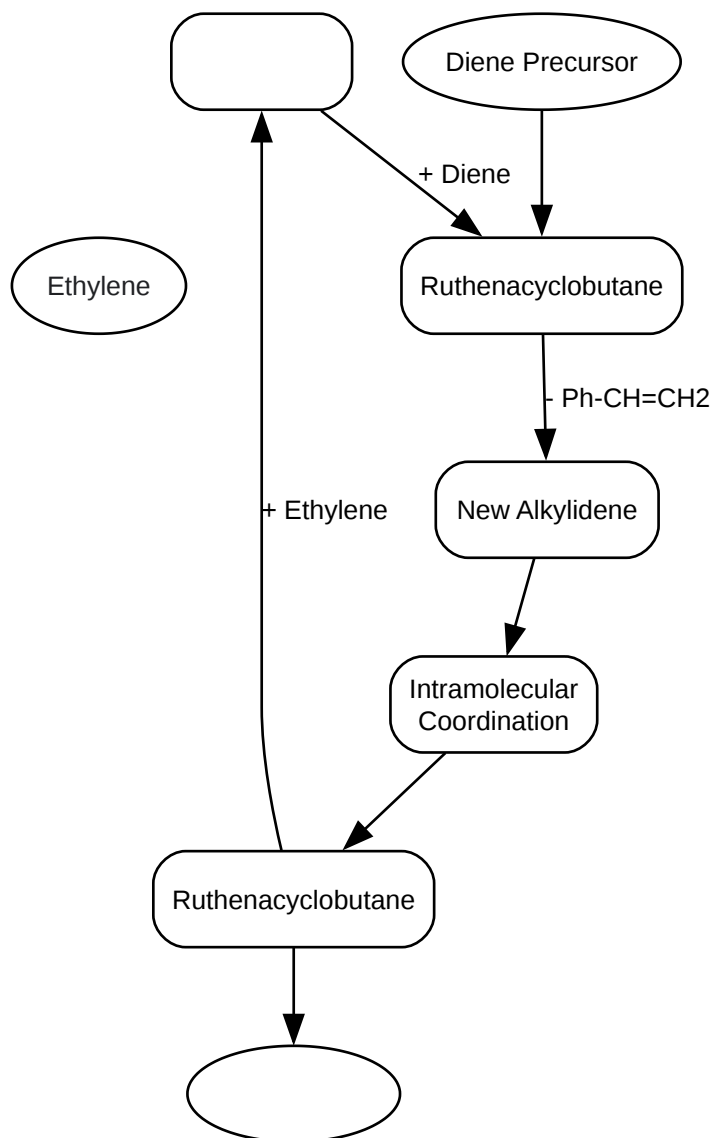 Diene Precursor
+ Diene
Ethylene
Ruthenacyclobutane
- Ph-CH=CH2
+ Ethylene
New Alkylidene
Intramolecular
Coordination
Ruthenacyclobutane